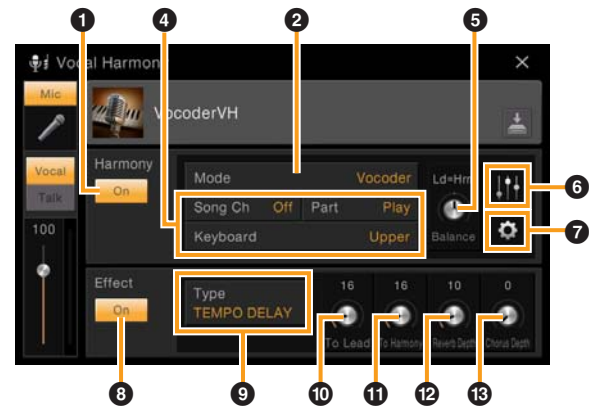 1 4 2 5
Vocal Harmony
Mic
VocoderVH
Harmony
On
Mode Vocoder
Ld=Hrm
6
Vocal
Talk
Song Ch Off Part Play
Keyboard Upper
Balance
7
100
Effect
On
Type
TEMPO DELAY
16 16 10 0
To Lead To Harmony Reverb Depth Chorus Depth
8 9 10 11 12 13